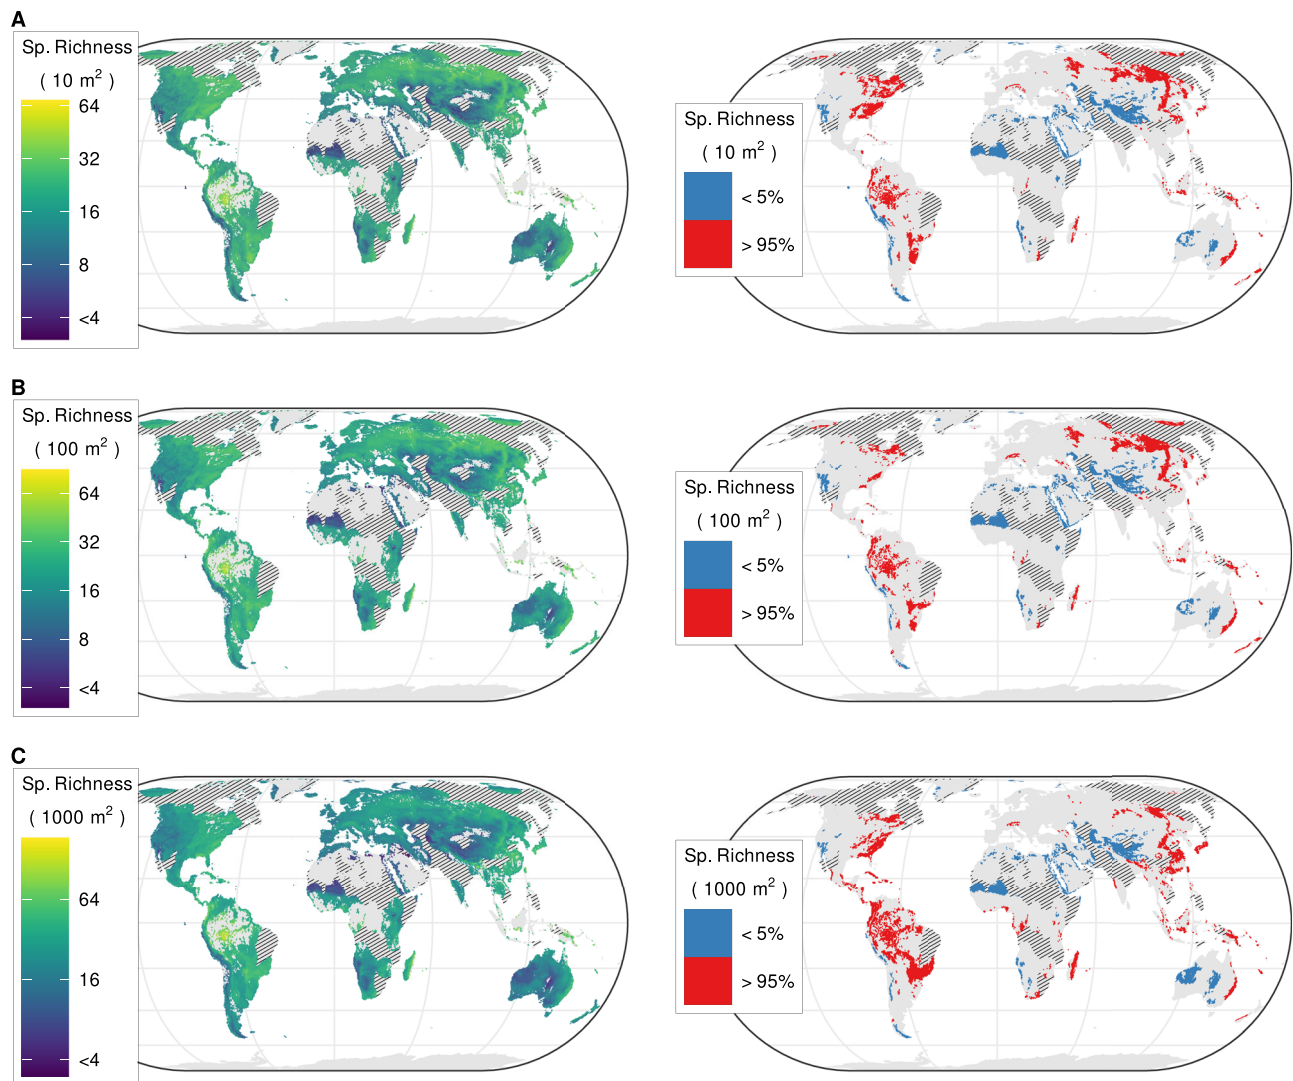 A
Sp. Richness
( 10 m² )
64
32
16
8
<4
Sp. Richness
( 10 m² )
< 5%
> 95%
B
Sp. Richness
( 100 m² )
64
32
16
8
<4
Sp. Richness
( 100 m² )
< 5%
> 95%
C
Sp. Richness
( 1000 m² )
64
16
<4
Sp. Richness
( 1000 m² )
< 5%
> 95%